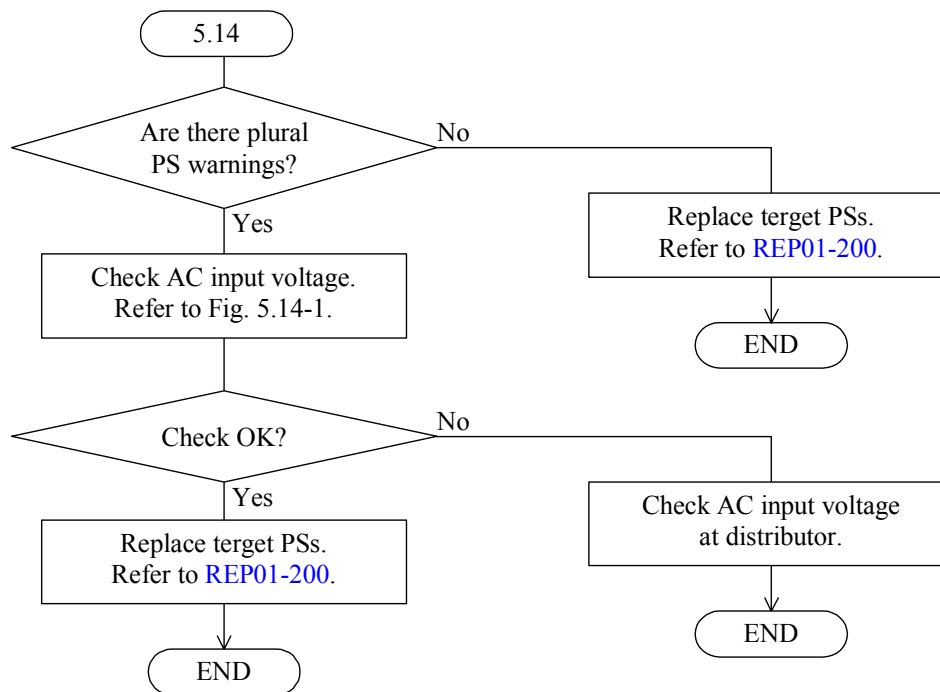 5.14
Are there plural
PS warnings?
No
Yes
Replace terget PSs.
Refer to REP01-200.
Check AC input voltage.
Refer to Fig. 5.14-1.
END
Check OK?
No
Yes
Check AC input voltage
at distributor.
Replace terget PSs.
Refer to REP01-200.
END
END